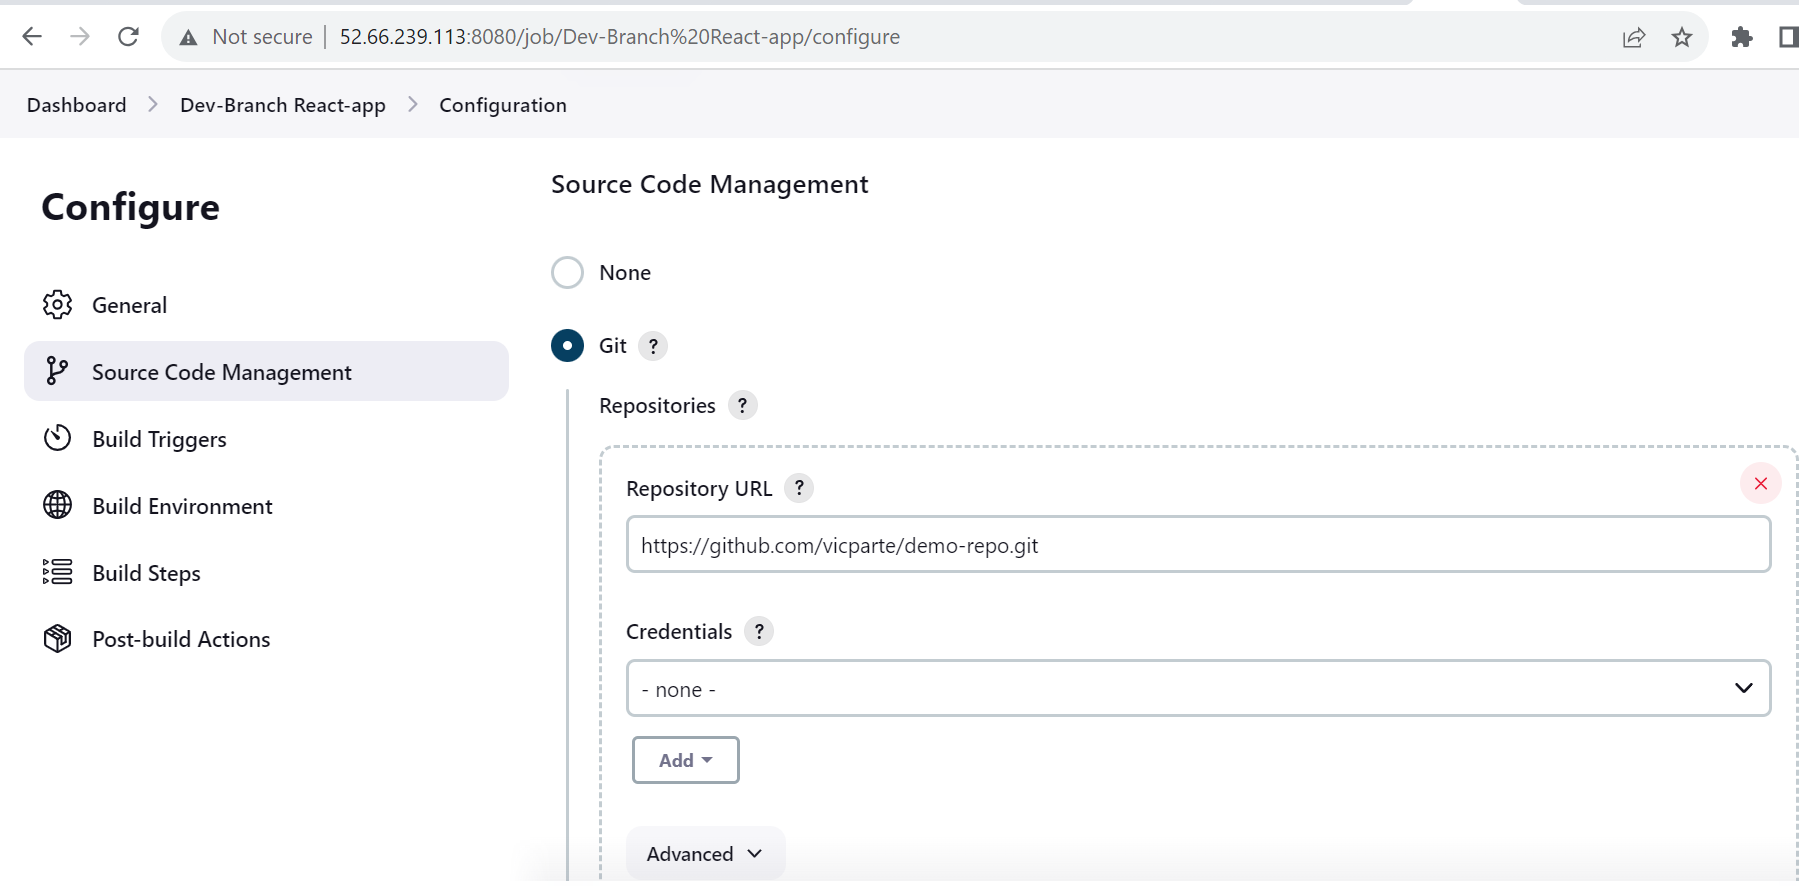 Not secure 52.66.239.113:8080/job/Dev-Branch%20React-app/configure
Dashboard > Dev-Branch React-app > Configuration
Configure
General
Source Code Management
Build Triggers
Build Environment
Build Steps
Post-build Actions
Source Code Management
None
Git ?
Repositories ?
Repository URL ?
https://github.com/vicparte/demo-repo.git
Credentials ?
- none -
Add
Advanced